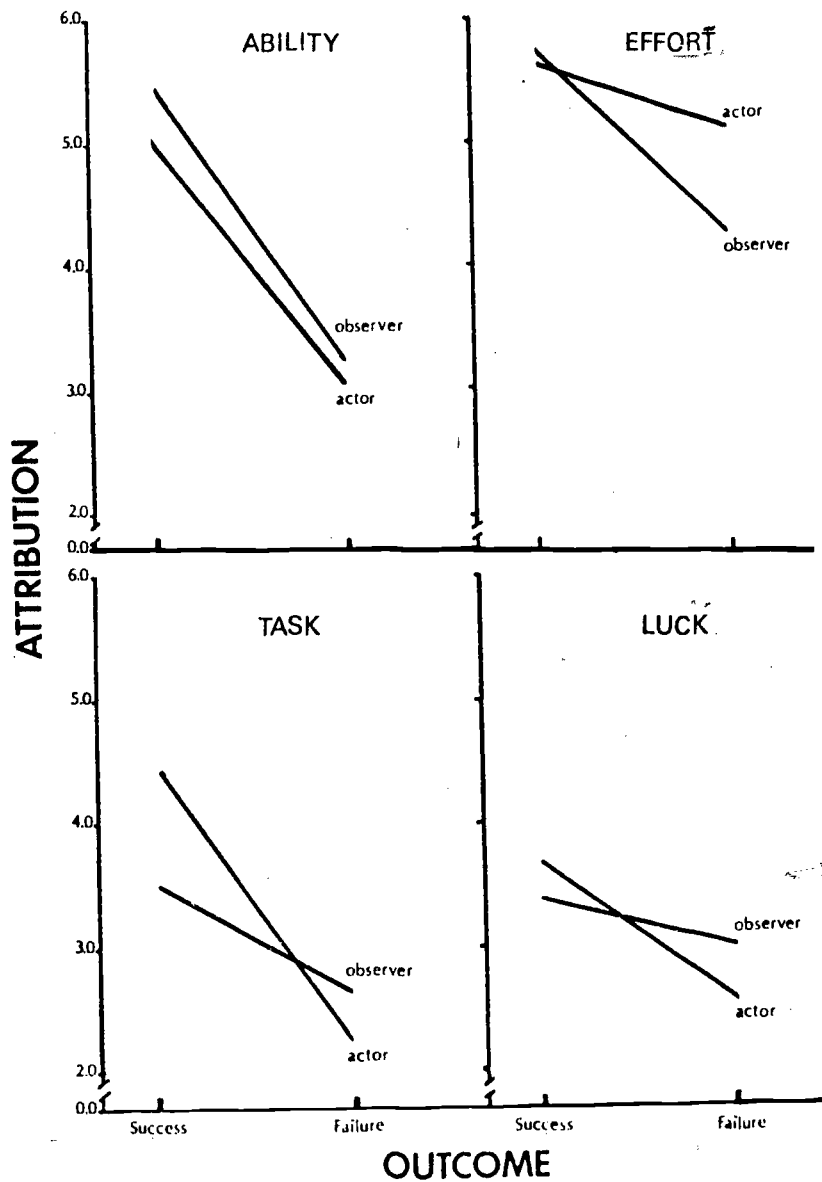 6.0
ABILITY
EFFORT
5.0
actor
4.0
observer
observer
actor
3.0
2.0
0.0
ATTRIBUTION
6.0
TASK
LUCK
5.0
4.0
3.0
observer
actor
observer
actor
2.0
0.0
Success
Failure
Success
Failure
OUTCOME